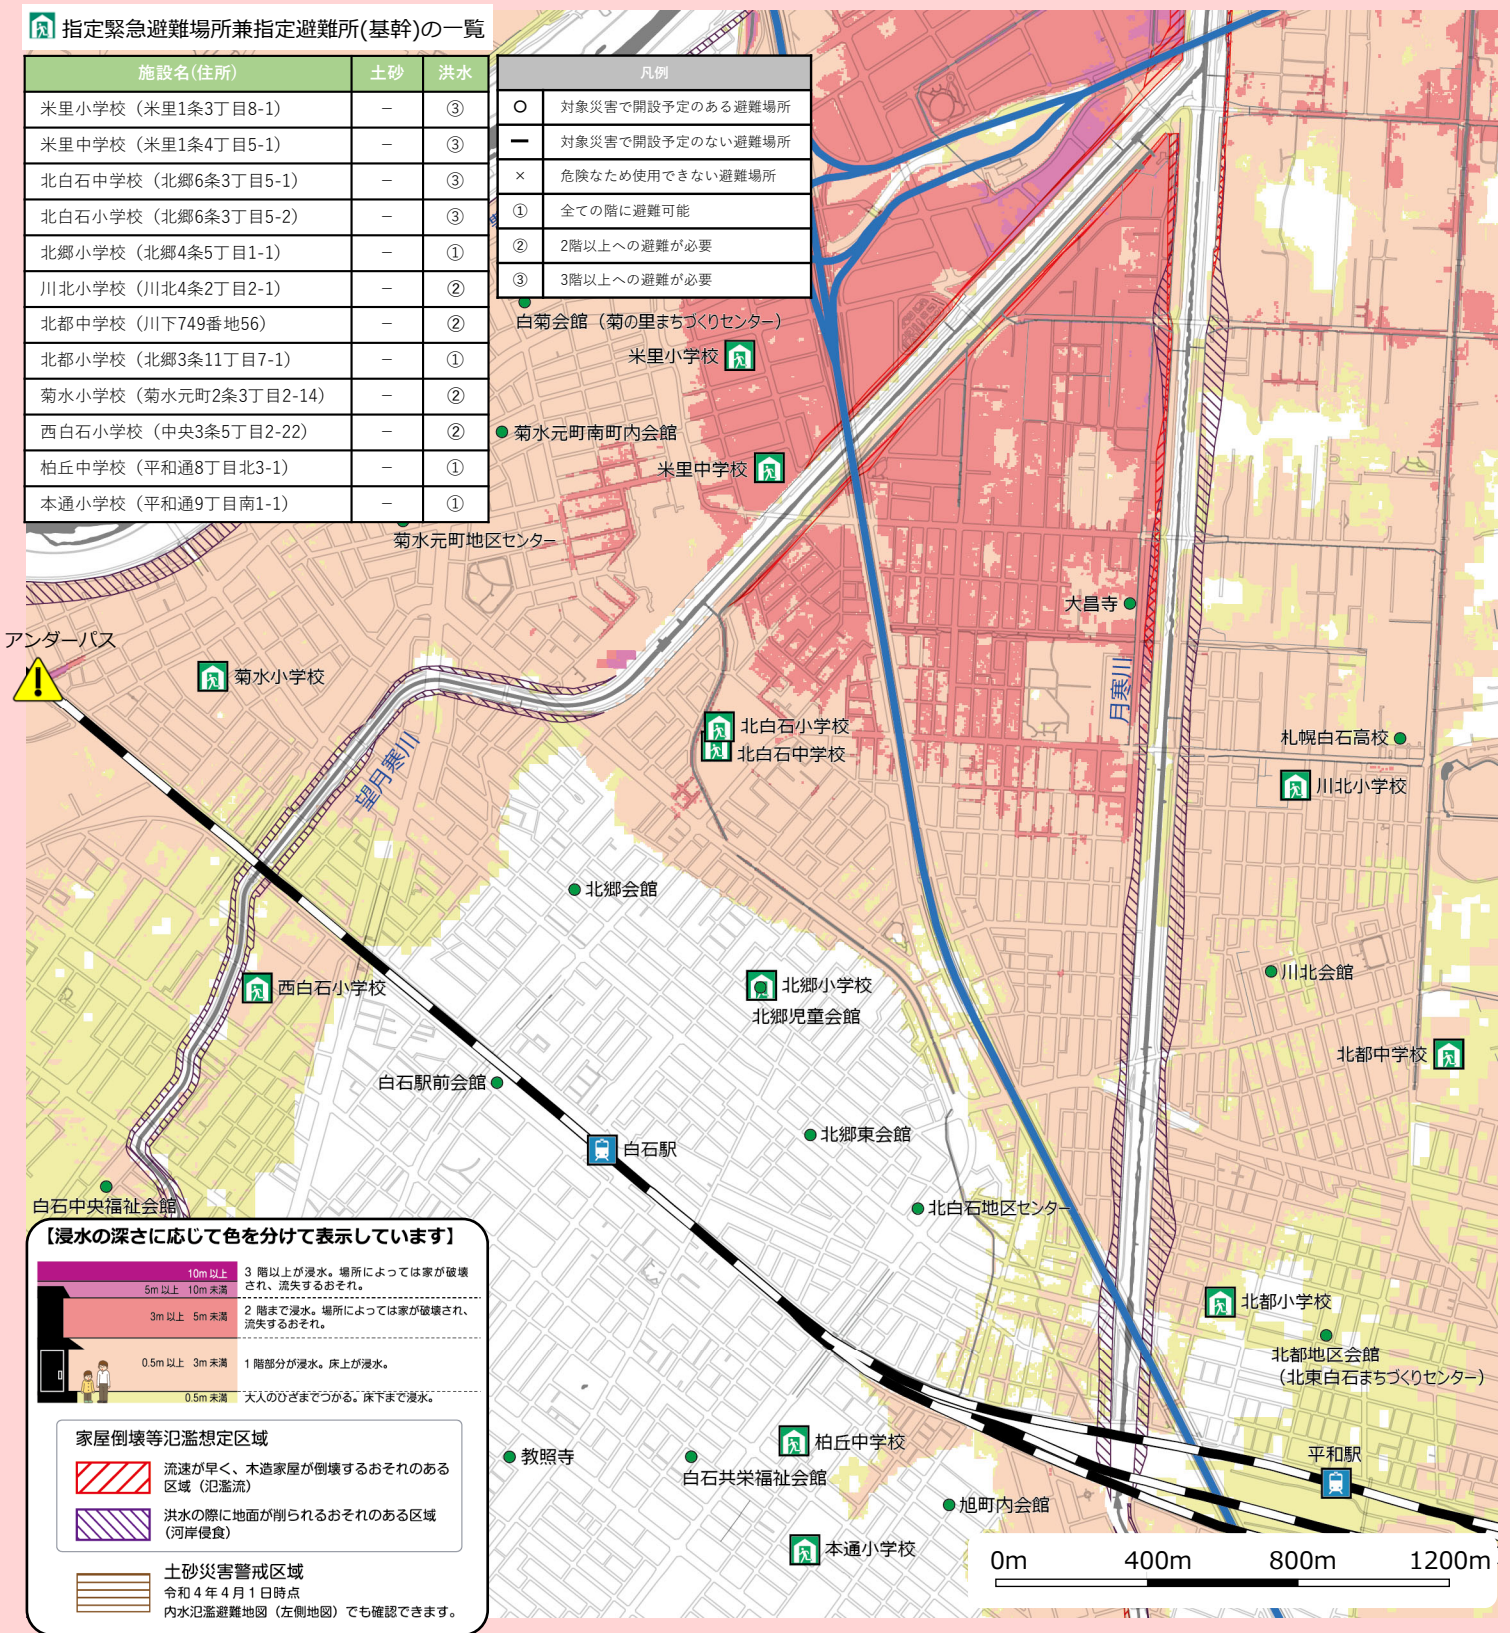 指定緊急避難場所兼指定避難所(基幹)の一覧
施設名(住所) 土砂 洪水
米里小学校（米里1条3丁目8-1） － ③
米里中学校（米里1条4丁目5-1） － ③
北白石中学校（北郷6条3丁目5-1） － ③
北白石小学校（北郷6条3丁目5-2） － ③
北郷小学校（北郷4条5丁目1-1） － ①
川北小学校（川北4条2丁目2-1） － ②
北都中学校（川下749番地56） － ②
北都小学校（北郷3条11丁目7-1） － ①
菊水小学校（菊水元町2条3丁目2-14） － ②
西白石小学校（中央3条5丁目2-22） － ②
柏丘中学校（平和通8丁目北3-1） － ①
本通小学校（平和通9丁目南1-1） － ①
凡例
○ 対象災害で開設予定のある避難場所
ー 対象災害で開設予定のない避難場所
× 危険なため使用できない避難場所
① 全ての階に避難可能
② 2階以上への避難が必要
③ 3階以上への避難が必要
白菊会館（菊の里まちづくりセンター）
米里小学校
菊水元町南町内会館
米里中学校
菊水元町地区センター
大昌寺
アンダーパス
菊水小学校
月寒川
北白石小学校
北白石中学校
札幌白石高校
望月寒川
川北小学校
北郷会館
川北会館
西白石小学校
北郷小学校
北郷児童会館
北都中学校
白石駅前会館
北郷東会館
白石駅
白石中央福祉会館
北白石地区センター
北都小学校
北都地区会館
（北東白石まちづくりセンター）
柏丘中学校
教照寺
平和駅
白石共栄福祉会館
旭町内会館
本通小学校
【浸水の深さに応じて色を分けて表示しています】
10m 以上
3 階以上が浸水。場所によっては家が破壊
され、流失するおそれ。
5m 以上 10m 未満
3m 以上 5m 未満
2 階まで浸水。場所によっては家が破壊され、
流失するおそれ。
0.5m 以上 3m 未満
1 階部分が浸水。床上が浸水。
0.5m 未満
大人のひざまでつかる。床下まで浸水。
家屋倒壊等氾濫想定区域
流速が早く、木造家屋が倒壊するおそれのある
区域（氾濫流）
洪水の際に地面が削られるおそれのある区域
（河岸侵食）
土砂災害警戒区域
令和４年４月１日時点
内水氾濫避難地図（左側地図）でも確認できます。
0m 400m 800m 1200m